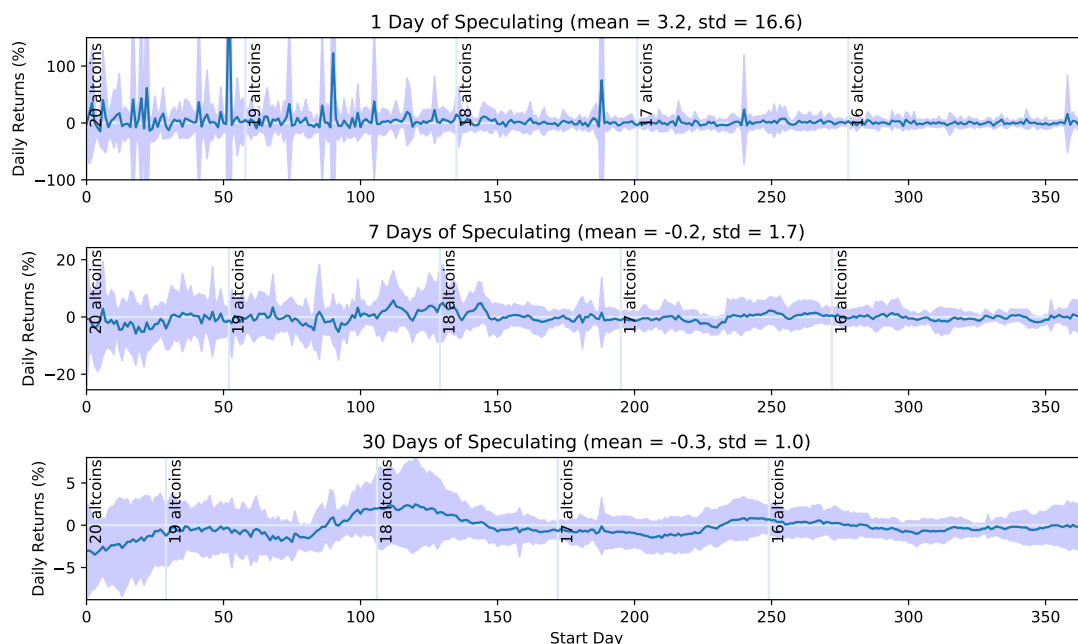 1 Day of Speculating (mean = 3.2, std = 16.6)
Daily Returns (%)
100
0
−100
20 altcoins
19 altcoins
18 altcoins
17 altcoins
16 altcoins
0 50 100 150 200 250 300 350
7 Days of Speculating (mean = -0.2, std = 1.7)
Daily Returns (%)
20
0
−20
20 altcoins
19 altcoins
18 altcoins
17 altcoins
16 altcoins
0 50 100 150 200 250 300 350
30 Days of Speculating (mean = -0.3, std = 1.0)
Daily Returns (%)
5
0
−5
20 altcoins
19 altcoins
18 altcoins
17 altcoins
16 altcoins
0 50 100 150 200 250 300 350
Start Day